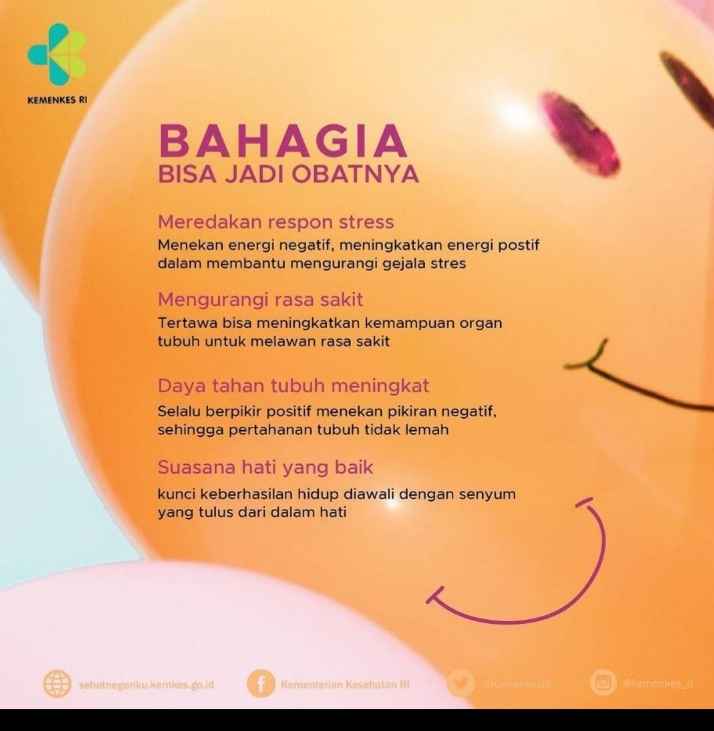 KEMENKES RI
BAHAGIA
BISA JADI OBATNYA
Meredakan respon stress
Menekan energi negatif, meningkatkan energi postif
dalam membantu mengurangi gejala stres
Mengurangi rasa sakit
Tertawa bisa meningkatkan kemampuan organ
tubuh untuk melawan rasa sakit
Daya tahan tubuh meningkat
Selalu berpikir positif menekan pikiran negatif,
sehingga pertahanan tubuh tidak lemah
Suasana hati yang baik
kunci keberhasilan hidup diawali dengan senyum
yang tulus dari dalam hati
sehatnegeriku.kemkes.go.id
Kementerian Kesehatan RI